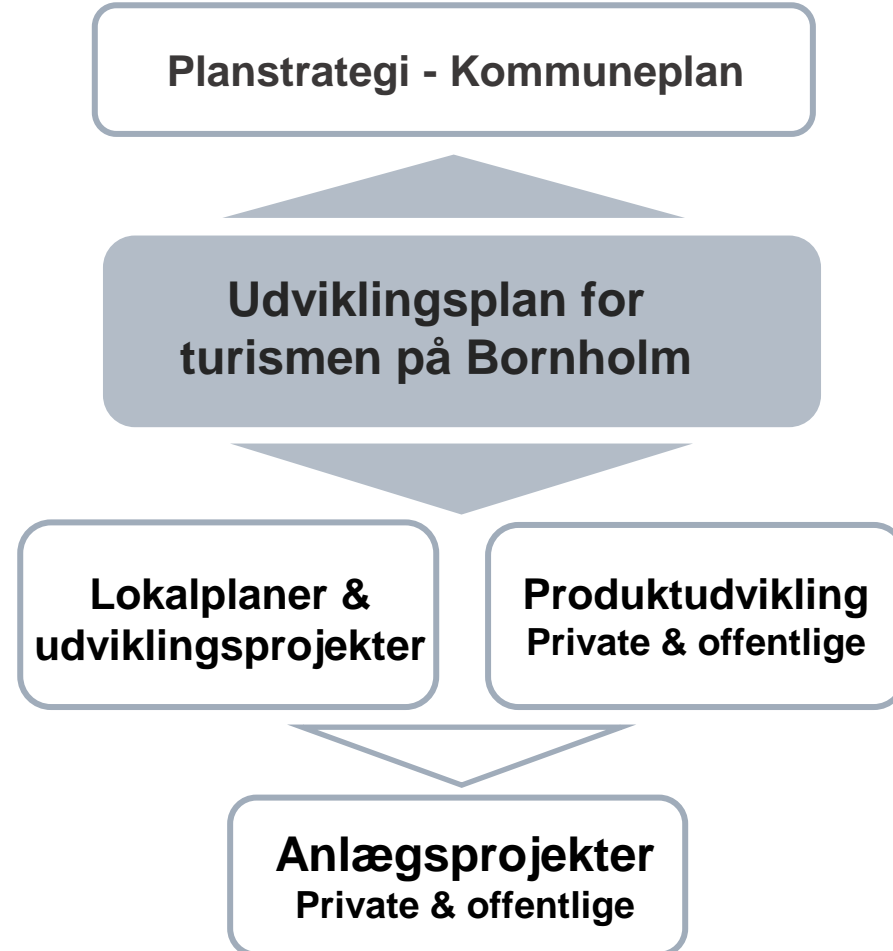 Planstrategi - Kommuneplan
Udviklingsplan for
turismen på Bornholm
Lokalplaner &
udviklingsprojekter
Produktudvikling
Private & offentlige
Anlægsprojekter
Private & offentlige